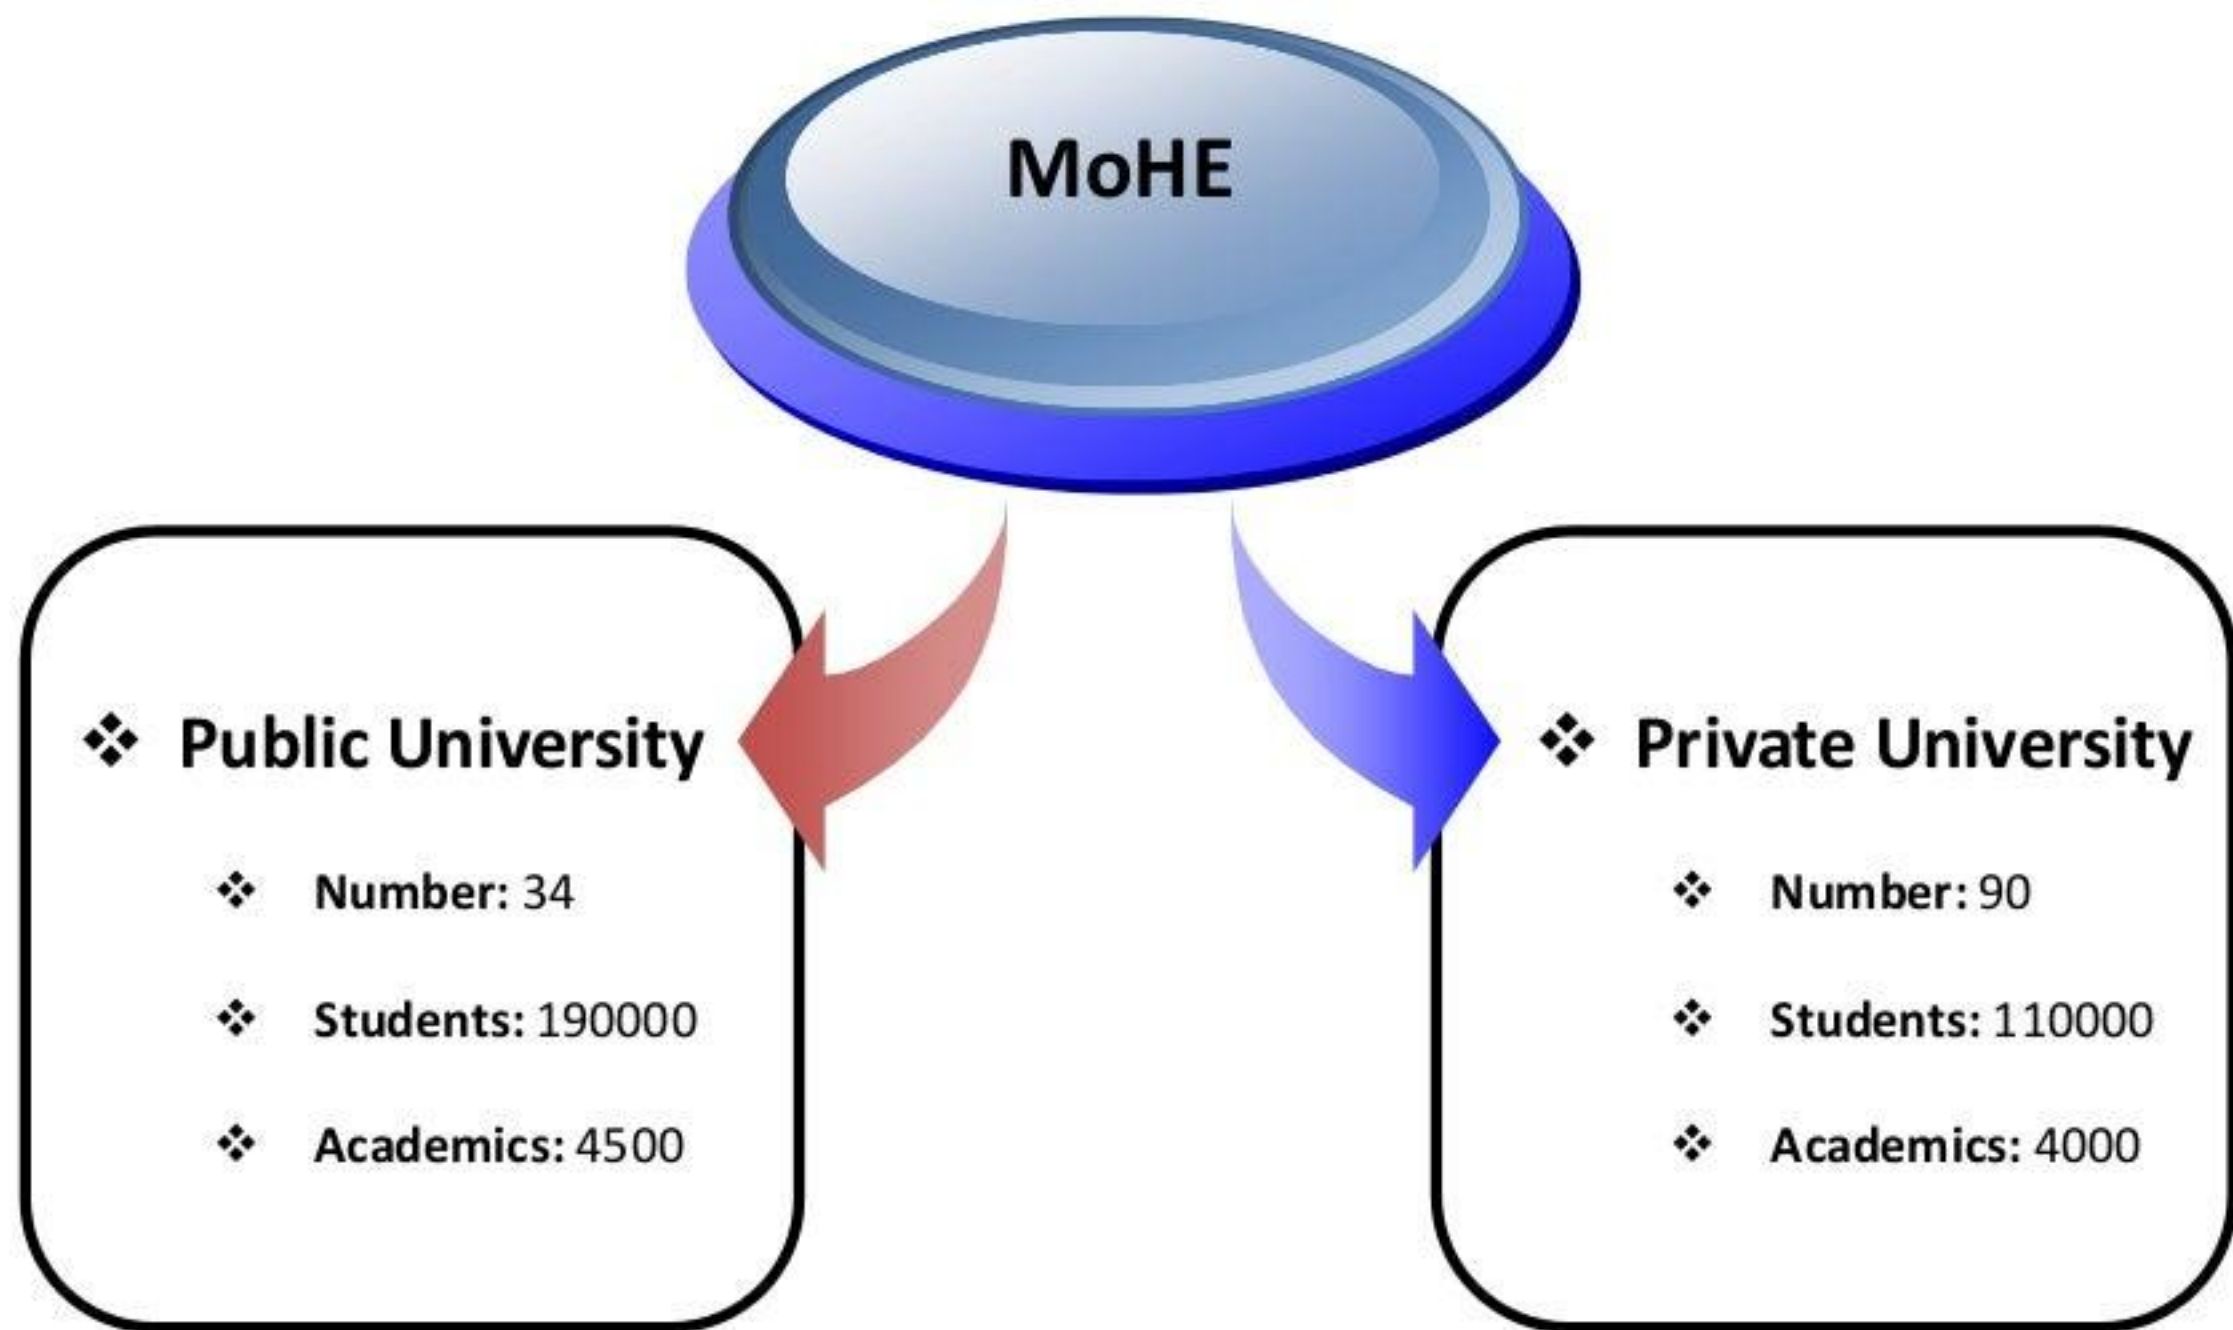 MoHE
❖ Public University
❖ Number: 34
❖ Students: 190000
❖ Academics: 4500
❖ Private University
❖ Number: 90
❖ Students: 110000
❖ Academics: 4000